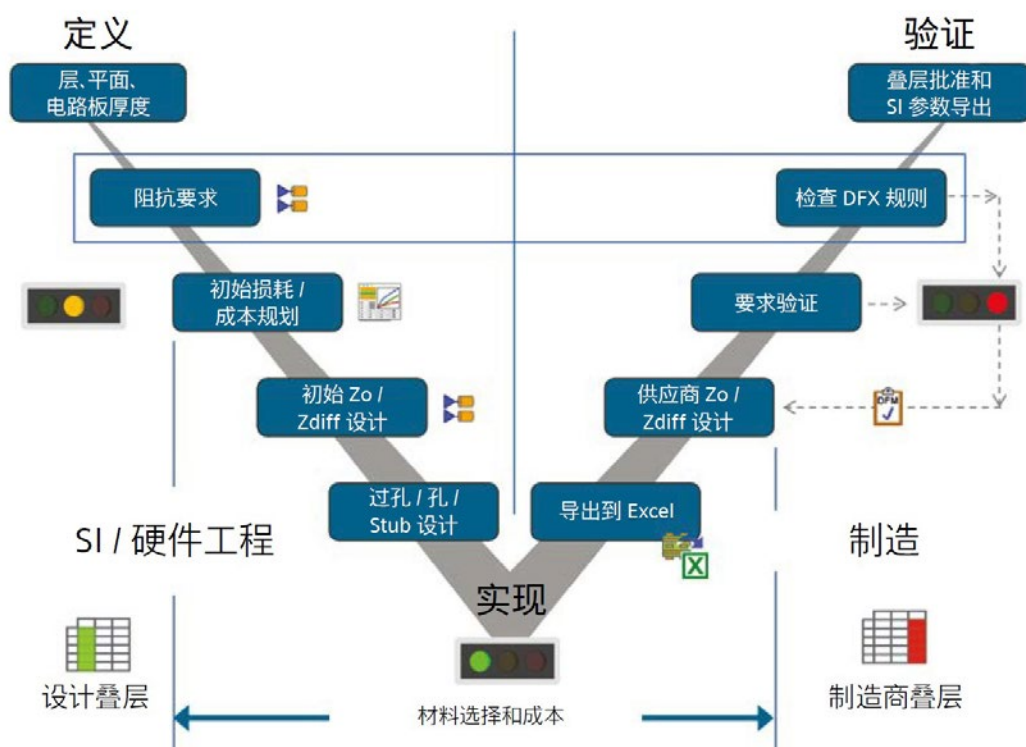 定义
验证
层、平面、
电路板厚度
叠层批准和
SI 参数导出
阻抗要求
检查 DFX 规则
初始损耗 /
成本规划
要求验证
初始 Zo /
Zdiff 设计
供应商 Zo /
Zdiff 设计
DFM
过孔 / 孔 /
Stub 设计
导出到 Excel
SI / 硬件工程
制造
实现
设计叠层
材料选择和成本
制造商叠层